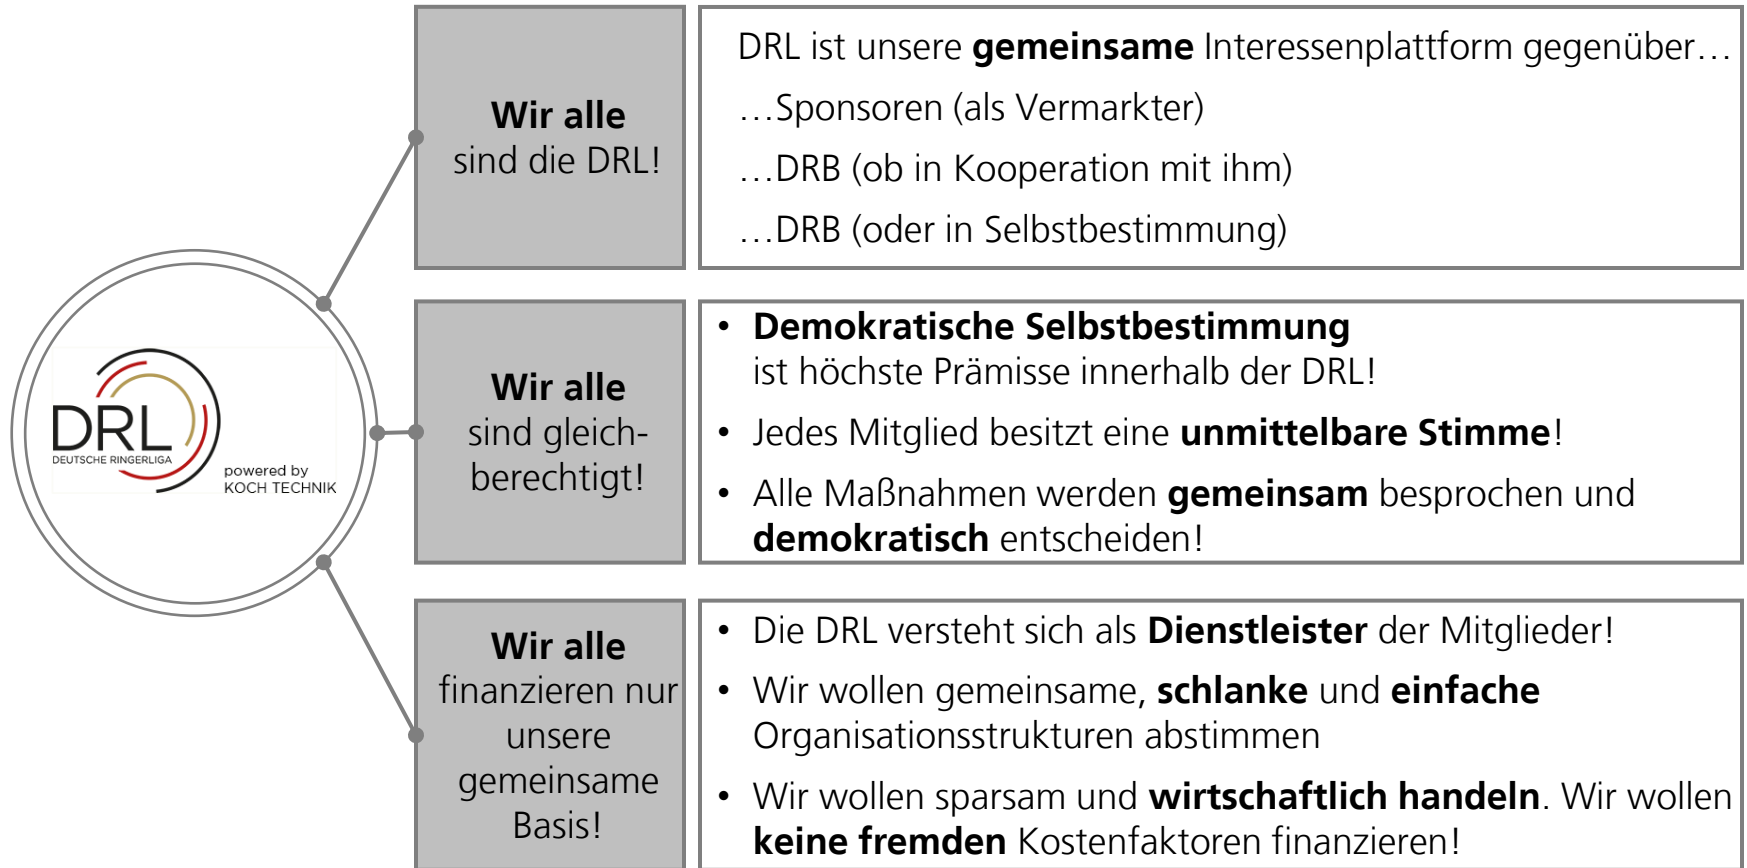 DRL
DEUTSCHE RINGERLIGA
powered by
KOCH TECHNIK
Wir alle
sind die DRL!
DRL ist unsere gemeinsame Interessenplattform gegenüber…
…Sponsoren (als Vermarkter)
…DRB (ob in Kooperation mit ihm)
…DRB (oder in Selbstbestimmung)
Wir alle
sind gleich-
berechtigt!
• Demokratische Selbstbestimmung
ist höchste Prämisse innerhalb der DRL!
• Jedes Mitglied besitzt eine unmittelbare Stimme!
• Alle Maßnahmen werden gemeinsam besprochen und
demokratisch entscheiden!
Wir alle
finanzieren nur
unsere
gemeinsame
Basis!
• Die DRL versteht sich als Dienstleister der Mitglieder!
• Wir wollen gemeinsame, schlanke und einfache
Organisationsstrukturen abstimmen
• Wir wollen sparsam und wirtschaftlich handeln. Wir wollen
keine fremden Kostenfaktoren finanzieren!